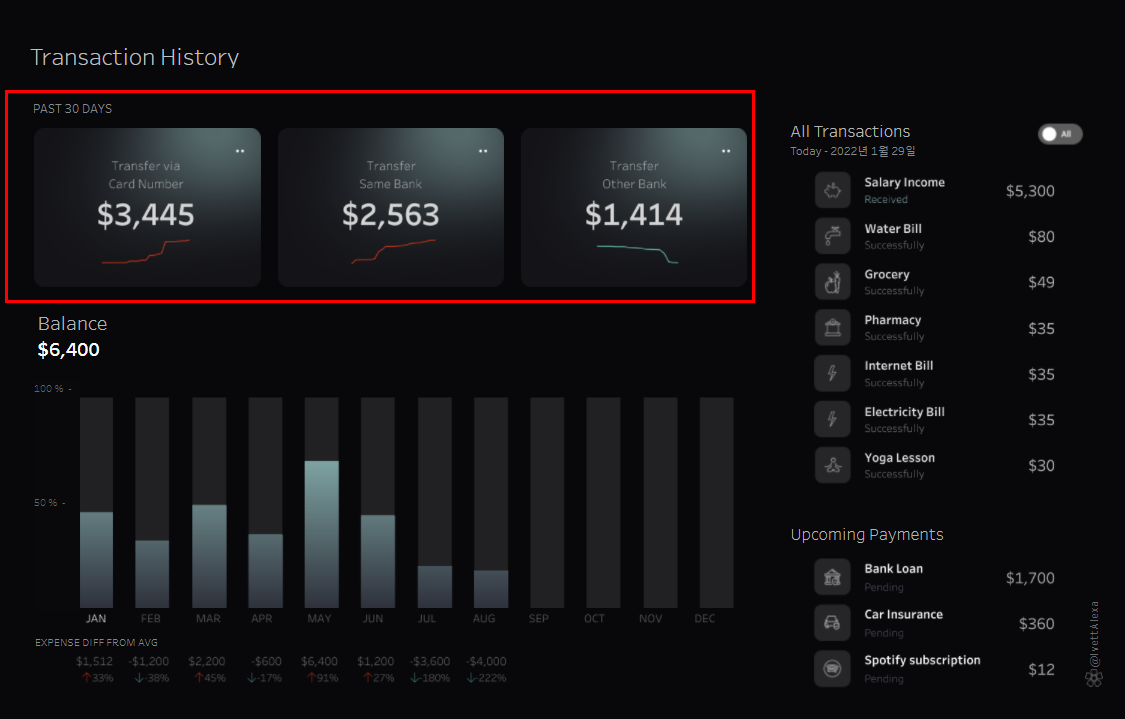 Transaction History
PAST 30 DAYS
Transfer via
Card Number
$3,445
Transfer
Same Bank
$2,563
Transfer
Other Bank
$1,414
Balance
$6,400
100 % -
50 % -
JAN FEB MAR APR MAY JUN JUL AUG SEP OCT NOV DEC
EXPENSE DIFF FROM AVG
$1,512 -$1,200 $2,200 -$600 $6,400 $1,200 -$3,600 -$4,000
↑33% ↓-38% ↑45% ↓-17% ↑91% ↑27% ↓-180% ↓-222%
All Transactions
All
Today - 2022년 1월 29일
Salary Income $5,300
Received
Water Bill $80
Successfully
Grocery $49
Successfully
Pharmacy $35
Successfully
Internet Bill $35
Successfully
Electricity Bill $35
Successfully
Yoga Lesson $30
Successfully
Upcoming Payments
Bank Loan $1,700
Pending
Car Insurance $360
Pending
Spotify subscription $12
Pending
@IvettAlexa